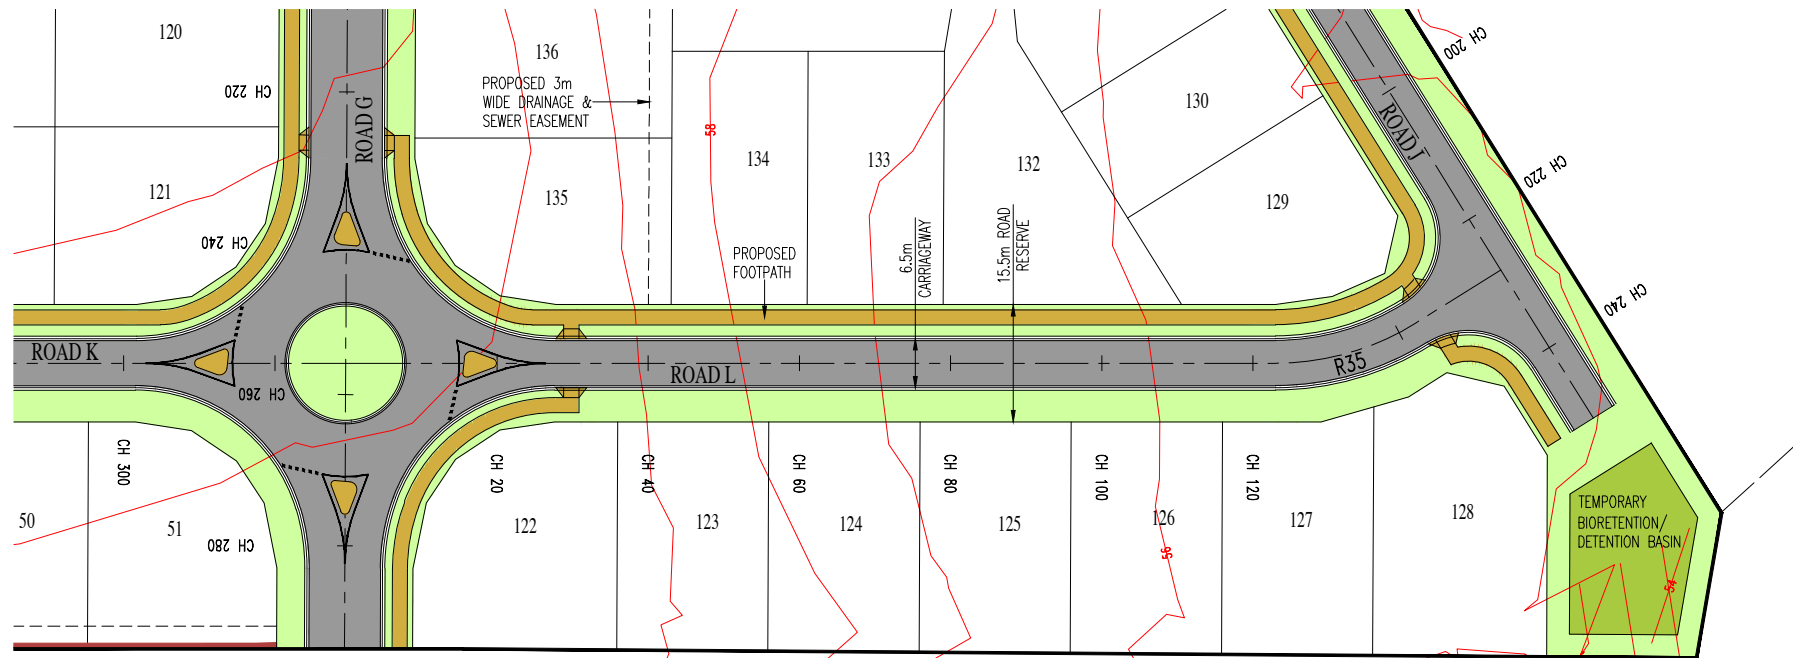 120
136
CH 200
CH 220
ROAD G
PROPOSED 3m
WIDE DRAINAGE &
SEWER EASEMENT
58
130
ROAD J
134
133
132
CH 220
121
135
129
CH 240
PROPOSED
FOOTPATH
6.5m
CARRIAGEWAY
15.5m ROAD
RESERVE
CH 240
ROAD K
ROAD L
R35
CH 260
CH 300
CH 20
CH 40
CH 60
CH 80
CH 100
CH 120
50
51
122
123
124
125
126
127
128
CH 280
56
TEMPORARY
BIORETENTION/
DETENTION BASIN
54